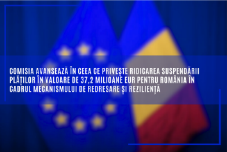 COMISIA AVANSEAZĂ ÎN CEEA CE PRIVEȘTE RIDICAREA SUSPENDĂRII
PLĂȚILOR ÎN VALOARE DE 37,2 MILIOANE EUR PENTRU ROMÂNIA ÎN
CADRUL MECANISMULUI DE REDRESARE ȘI REZILIENȚĂ